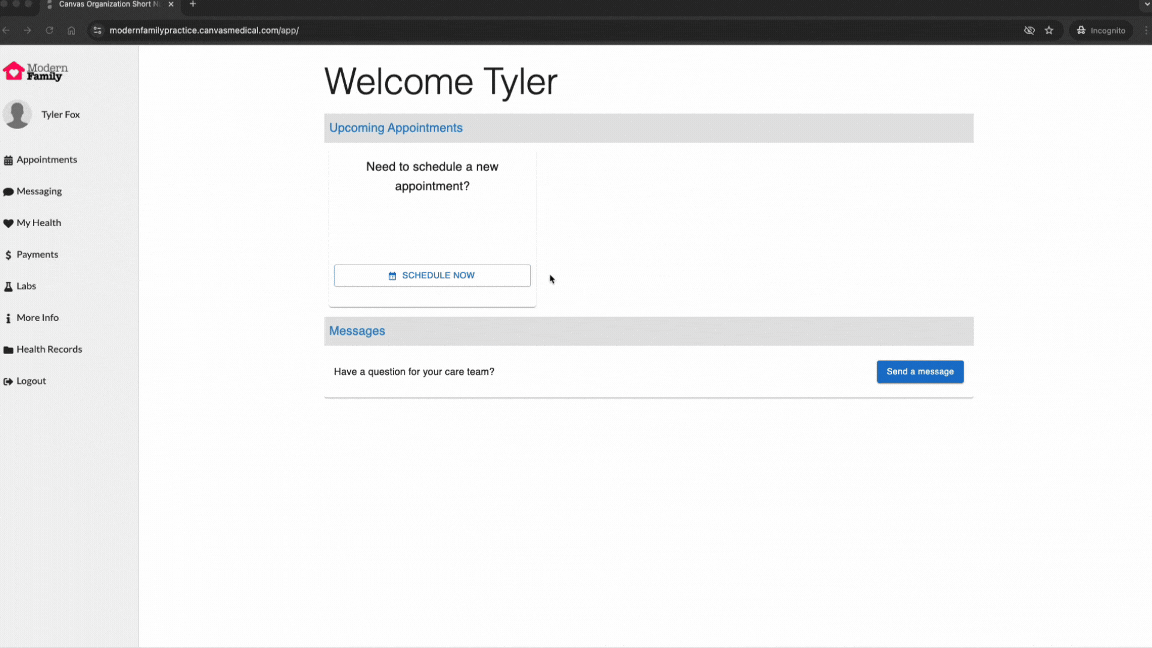 Canvas Organization Short N
modernfamilypractice.canvasmedical.com/app/
Incognito
Modern
Family
Tyler Fox
Appointments
Messaging
My Health
Payments
Labs
More Info
Health Records
Logout
Welcome Tyler
Upcoming Appointments
Need to schedule a new
appointment?
SCHEDULE NOW
Messages
Have a question for your care team?
Send a message